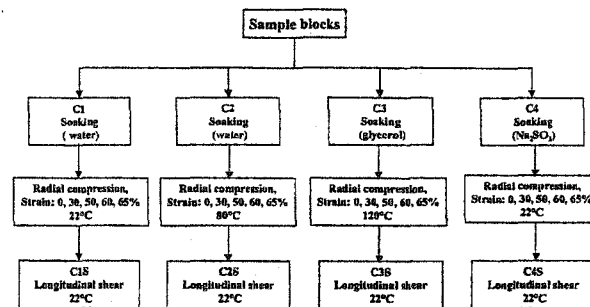 Sample blocks
C1
Soaking
( water)
C2
Soaking
(water)
C3
Soaking
(glycerol)
C4
Soaking
(Na₂SO₃)
Radial compression,
Strain: 0, 30, 50, 60, 65%
22°C
Radial compression,
Strain: 0, 30, 50, 60, 65%
80°C
Radial compression,
Strain: 0, 30, 50, 60, 65%
120°C
Radial compression,
Strain: 0, 30, 50, 60, 65%
22°C
C1S
Longitudinal shear
22°C
C2S
Longitudinal shear
22°C
C3S
Longitudinal shear
22°C
C4S
Longitudinal shear
22°C